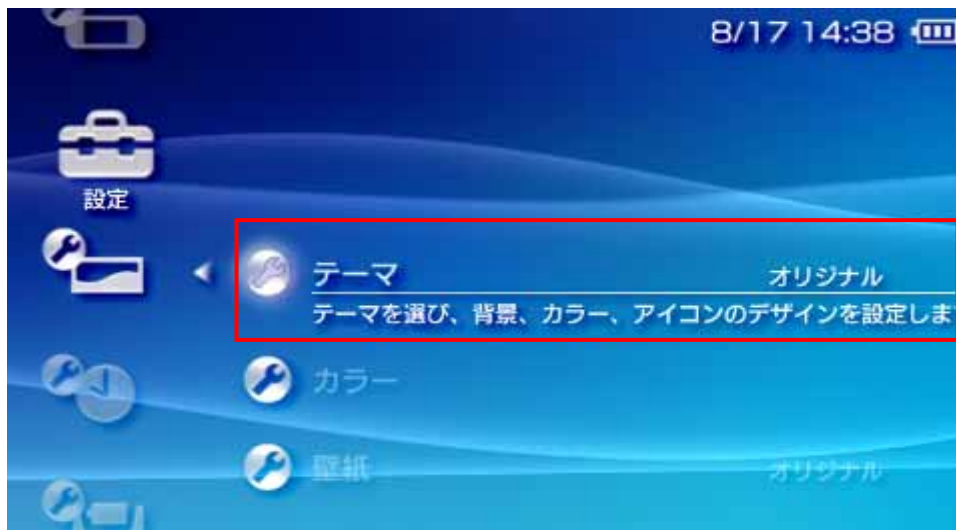 8/17 14:38
設定
テーマ オリジナル
テーマを選び、背景、カラー、アイコンのデザインを設定しま
カラー
壁紙 オリジナル